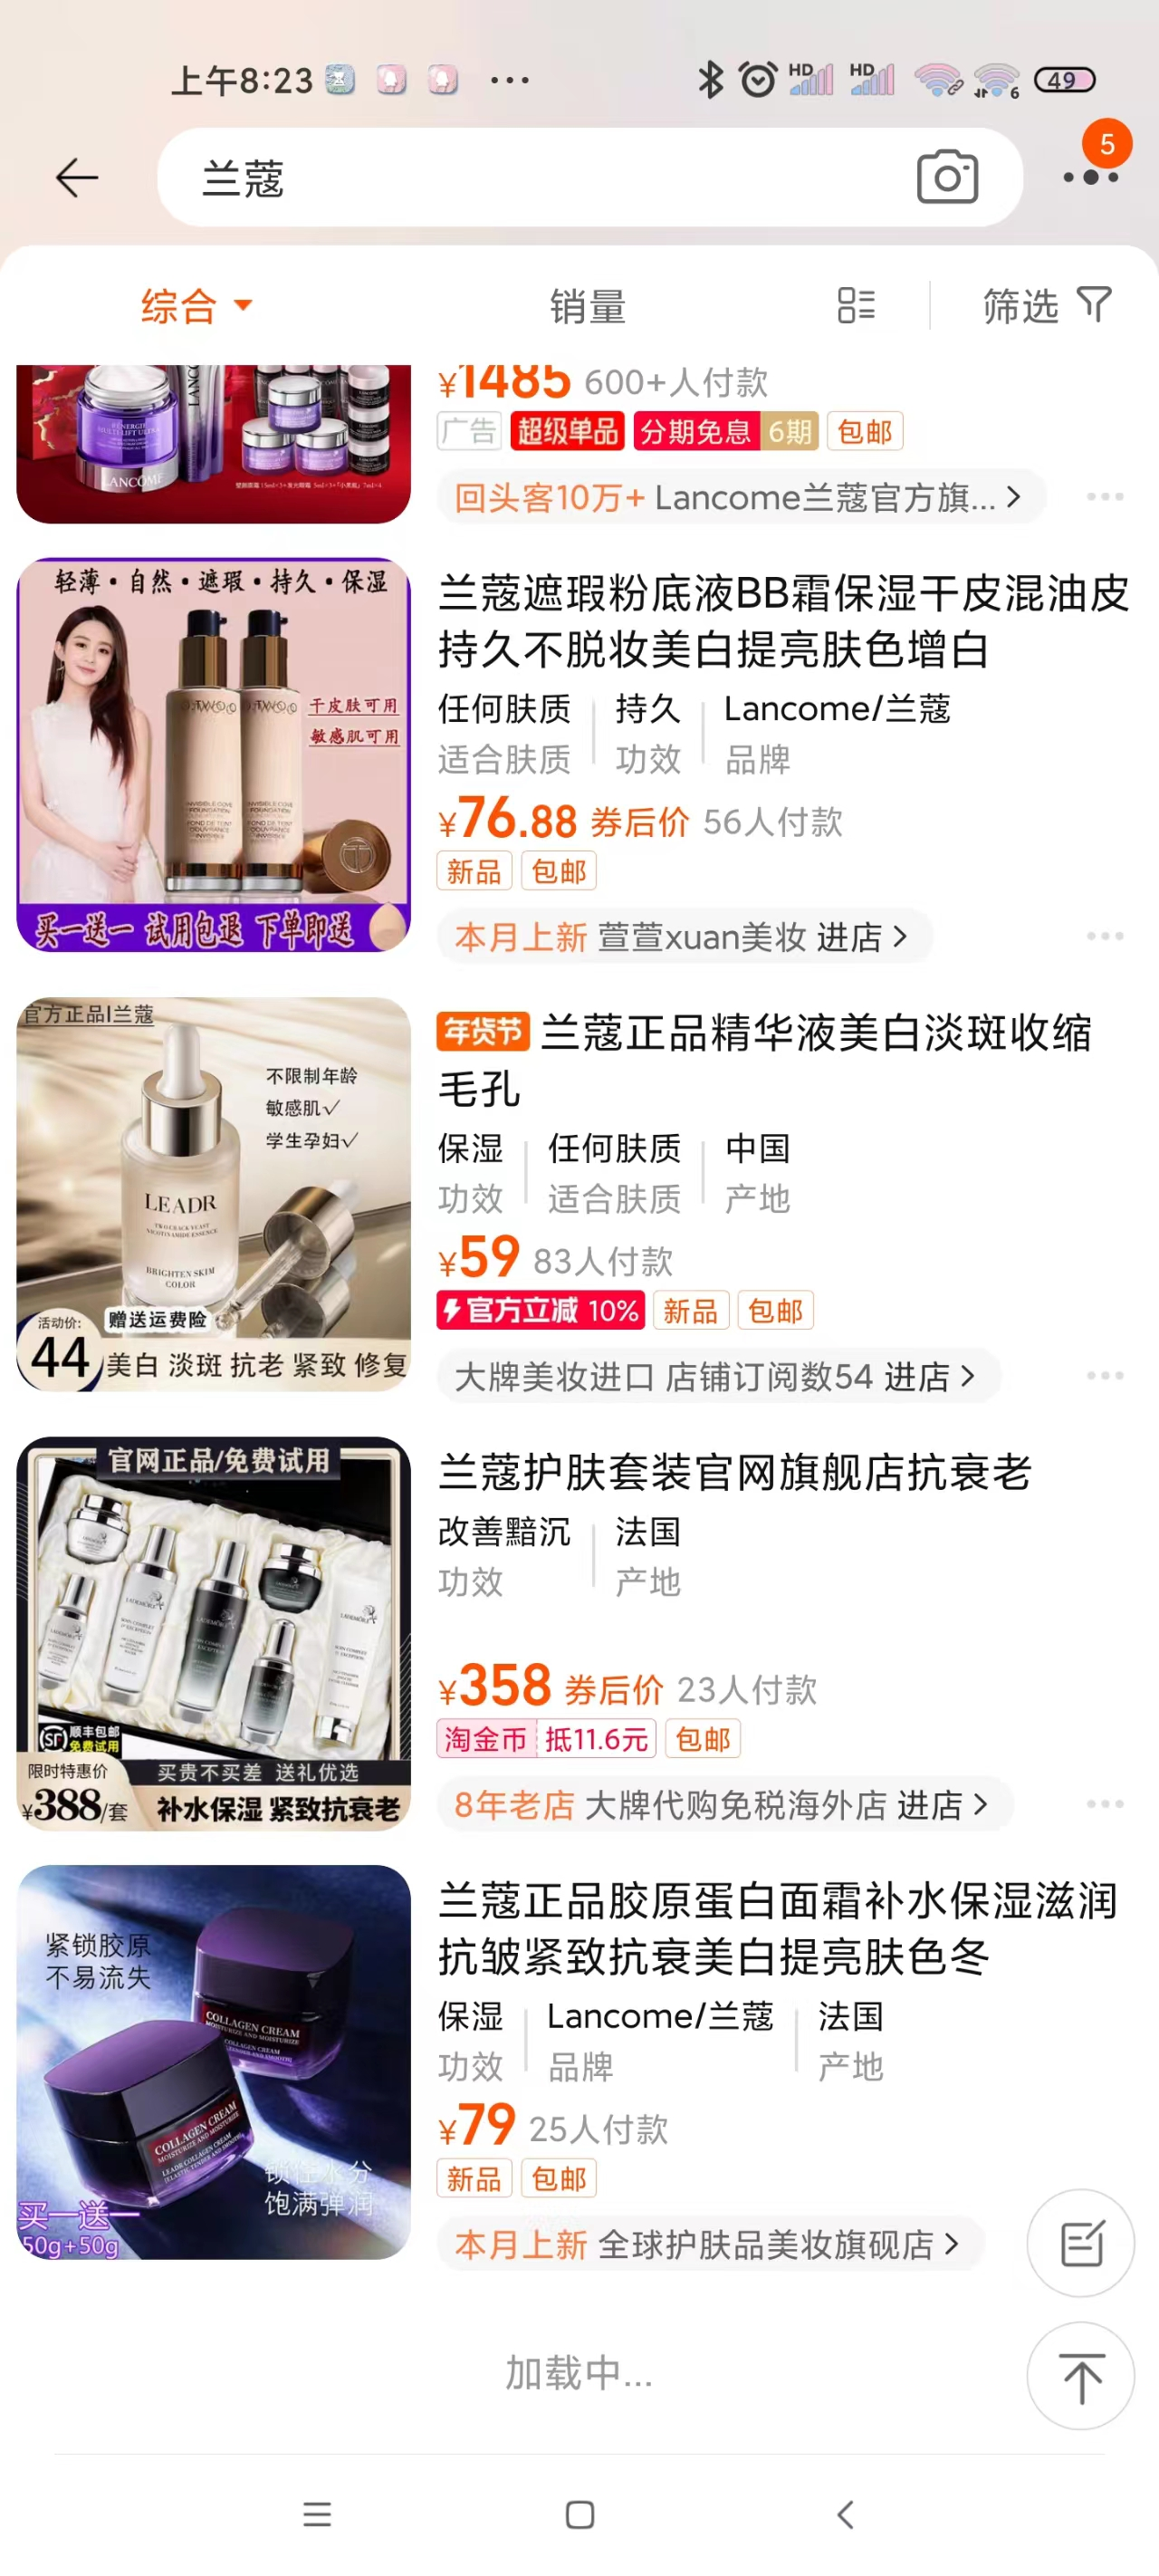 上午8:23
HD
HD
6
49
5
兰蔻
综合
销量
筛选
LANCÔME
¥1485 600+人付款
广告 超级单品 分期免息 6期 包邮
回头客10万+ Lancome兰蔻官方旗...
轻薄·自然·遮瑕·持久·保湿
干皮肤可用
敏感肌可用
买一送一 试用包退 下单即送
兰蔻遮瑕粉底液BB霜保湿干皮混油皮
持久不脱妆美白提亮肤色增白
任何肤质 持久 Lancome/兰蔻
适合肤质 功效 品牌
¥76.88 券后价 56人付款
新品 包邮
本月上新 萱萱xuan美妆 进店
官方正品|兰蔻
不限制年龄
敏感肌√
学生孕妇√
LEADR
TWO CRACK YEAST
NICOTINAMIDE ESSENCE
BRIGHTEN SKIM
COLOR
赠送运费险
活动价:
44
美白 淡斑 抗老 紧致 修复
年货节 兰蔻正品精华液美白淡斑收缩
毛孔
保湿 任何肤质 中国
功效 适合肤质 产地
¥59 83人付款
官方立减 10% 新品 包邮
大牌美妆进口 店铺订阅数54 进店
官网正品/免费试用
SF 顺丰包邮
免费试用
限时特惠价
¥388/套
买贵不买差 送礼优选
补水保湿 紧致抗衰老
兰蔻护肤套装官网旗舰店抗衰老
改善黯沉 法国
功效 产地
¥358 券后价 23人付款
淘金币 抵11.6元 包邮
8年老店 大牌代购免税海外店 进店
紧锁胶原
不易流失
COLLAGEN CREAM
MOISTURIZE AND MOISTURIZE
COLLAGEN CREAM
MOISTURIZE AND MOISTURIZE
LEADR COLLAGEN CREAM
锁住水分
饱满弹润
买一送一
50g+50g
兰蔻正品胶原蛋白面霜补水保湿滋润
抗皱紧致抗衰美白提亮肤色冬
保湿 Lancome/兰蔻 法国
功效 品牌 产地
¥79 25人付款
新品 包邮
本月上新 全球护肤品美妆旗砚店
加载中...